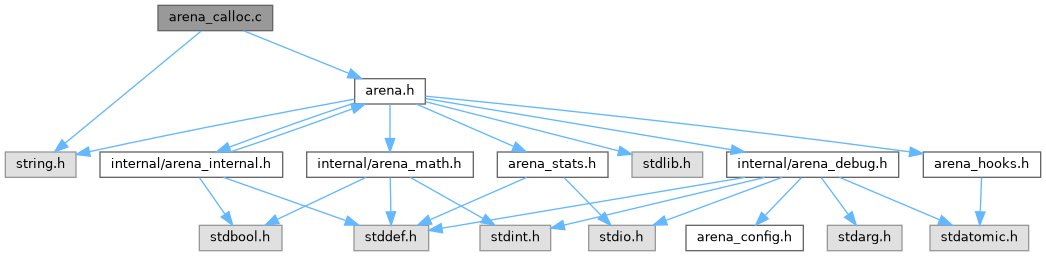 arena_calloc.c
arena.h
string.h
internal/arena_internal.h
internal/arena_math.h
arena_stats.h
stdlib.h
internal/arena_debug.h
arena_hooks.h
stdbool.h
stddef.h
stdint.h
stdio.h
arena_config.h
stdarg.h
stdatomic.h